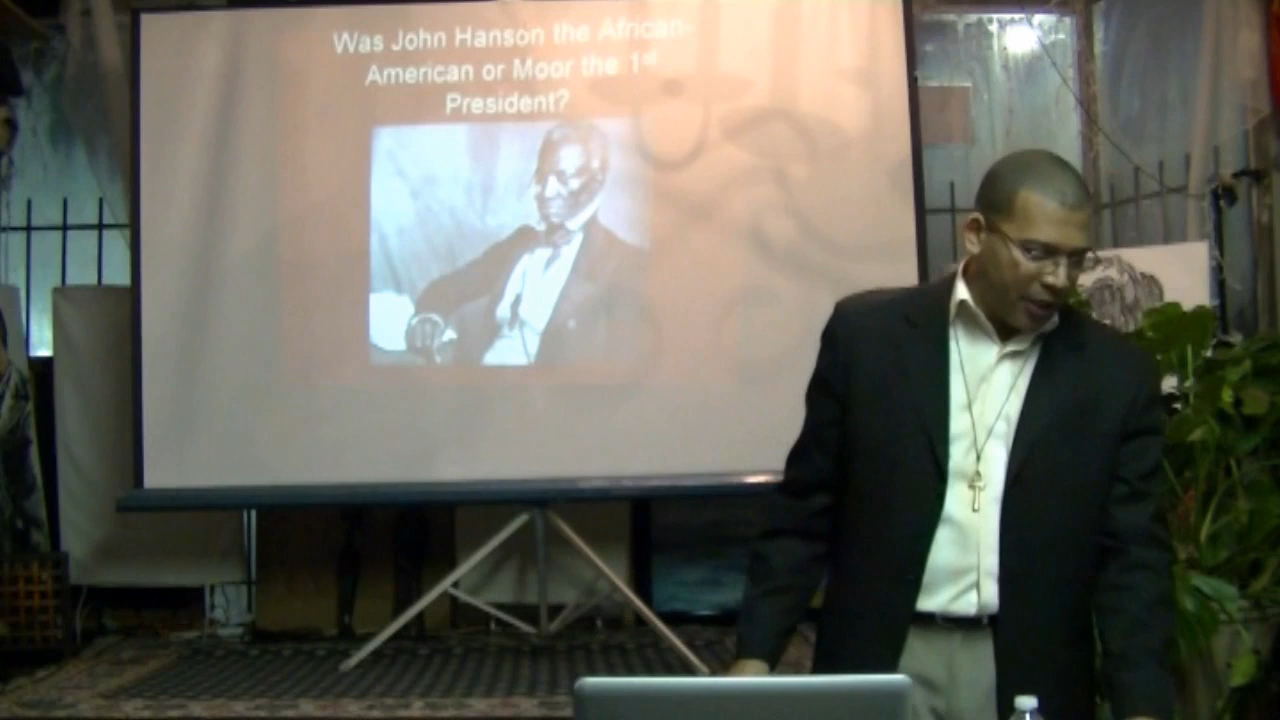 Was John Hanson the African-
American or Moor the 1st
President?